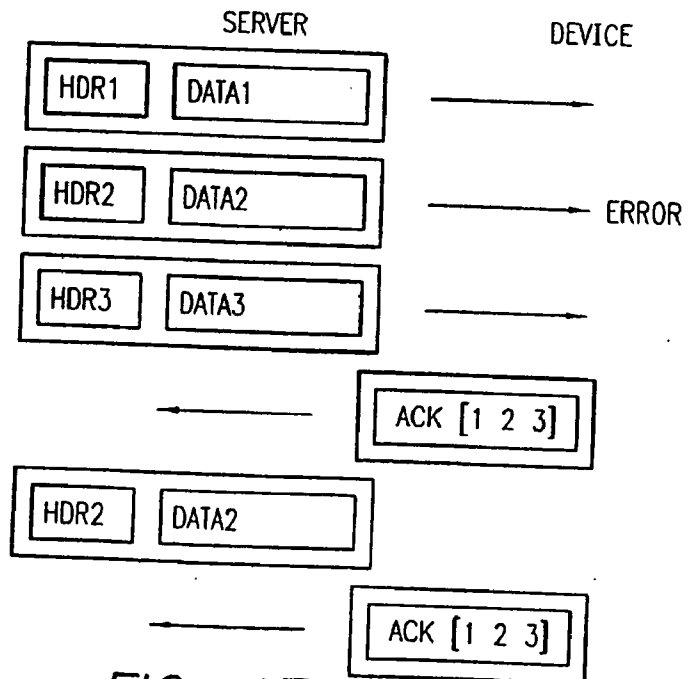 SERVER DEVICE
HDR1 DATA1
HDR2 DATA2 ERROR
HDR3 DATA3
ACK [1 2 3]
HDR2 DATA2
ACK [1 2 3]